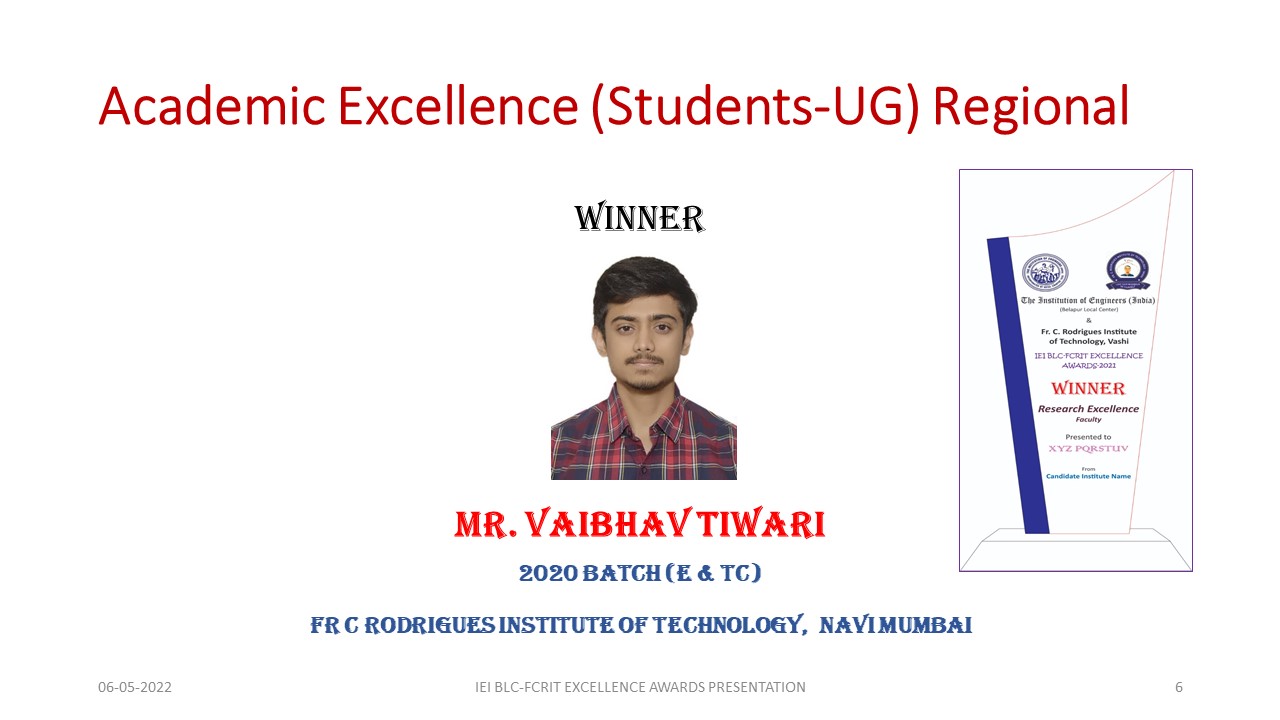 Academic Excellence (Students-UG) Regional
WINNER
The Institution of Engineers (India)
(Belapur Local Center)
&
Fr. C. Rodrigues Institute
of Technology, Vashi
IEI BLC-FCRIT EXCELLENCE
AWARDS-2021
WINNER
Research Excellence
Faculty
Presented to
XYZ PQRSTUV
From
Candidate Institute Name
MR. VAIBHAV TIWARI
2020 BATCH (E & TC)
FR C RODRIGUES INSTITUTE OF TECHNOLOGY, NAVI MUMBAI
06-05-2022
IEI BLC-FCRIT EXCELLENCE AWARDS PRESENTATION
6